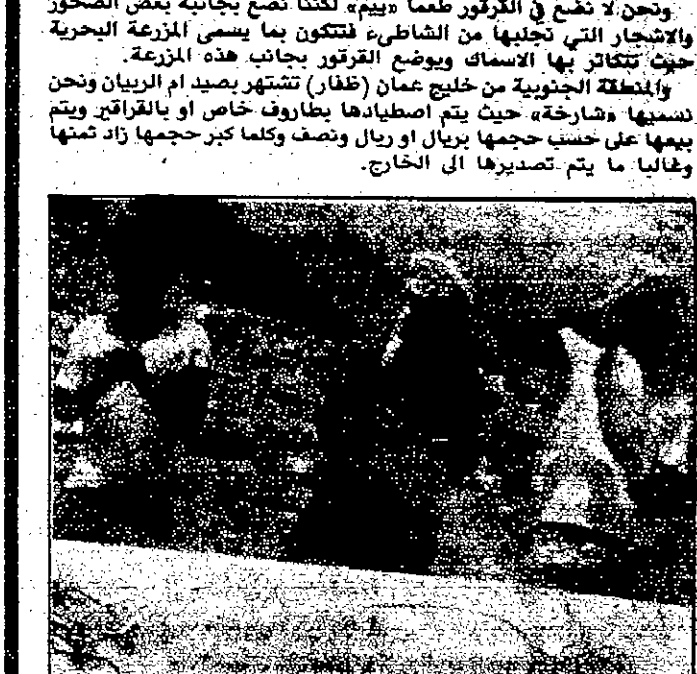 ونحن لا نضع في القرقور طعما «ييم» لكننا نضع بجانبه بعض الصخور
والاشجار التي نجلبها من الشاطىء فتتكون بما يسمى المزرعة البحرية
حيث تتكاثر بها الاسماك ويوضع القرقور بجانب هذه المزرعة.
والمنطقة الجنوبية من خليج عمان (ظفار) تشتهر بصيد ام الربيان ونحن
نسميها «شارخة» حيث يتم اصطيادها بطاروف خاص او بالقراقير ويتم
بيعها على حسب حجمها بريال او ريال ونصف وكلما كبر حجمها زاد ثمنها
وغالبا ما يتم تصديرها الى الخارج.